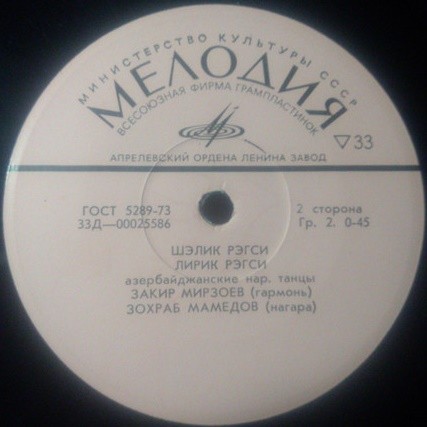 МИНИСТЕРСТВО КУЛЬТУРЫ СССР
МЕЛОДИЯ
ВСЕСОЮЗНАЯ ФИРМА ГРАМПЛАСТИНОК
▽33
АПРЕЛЕВСКИЙ ОРДЕНА ЛЕНИНА ЗАВОД
ГОСТ 5289-73
33Д—00025586
2 сторона
Гр. 2. 0-45
ШЭЛИК РЭГСИ
ЛИРИК РЭГСИ
азербайджанские нар. танцы
ЗАКИР МИРЗОЕВ (гармонь)
ЗОХРАБ МАМЕДОВ (нагара)